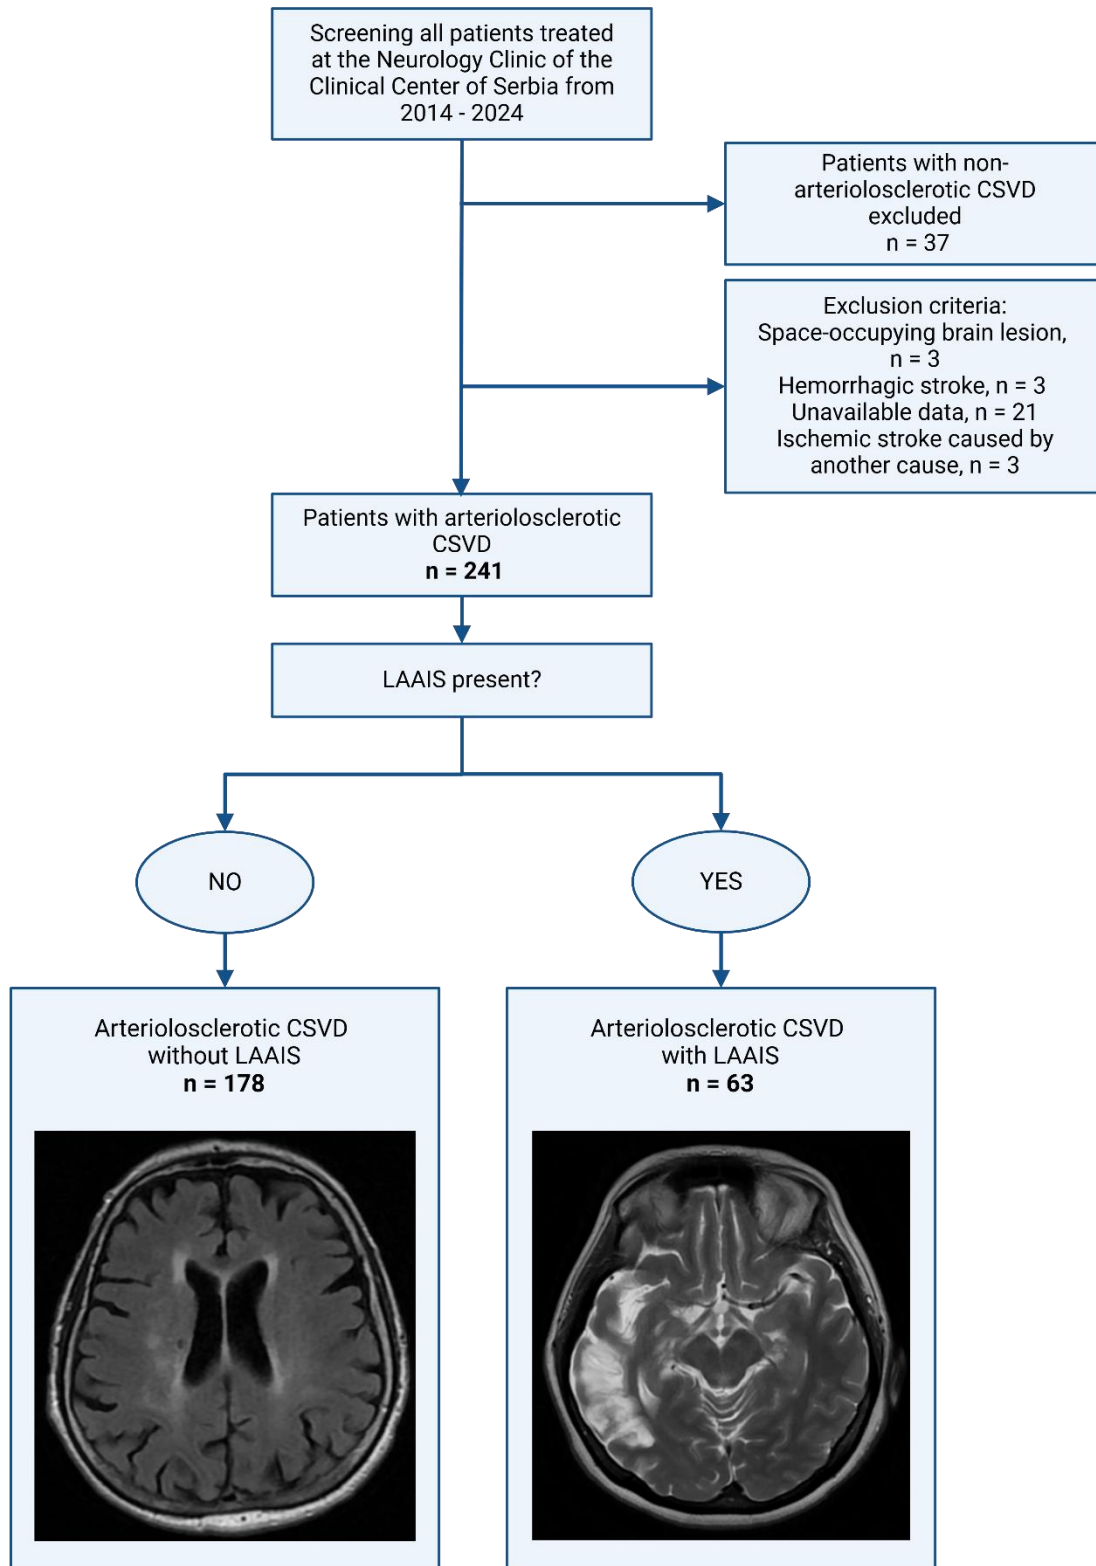 Screening all patients treated
at the Neurology Clinic of the
Clinical Center of Serbia from
2014 - 2024
Patients with non-
arteriolosclerotic CSVD
excluded
n = 37
Exclusion criteria:
Space-occupying brain lesion,
n = 3
Hemorrhagic stroke, n = 3
Unavailable data, n = 21
Ischemic stroke caused by
another cause, n = 3
Patients with arteriolosclerotic
CSVD
n = 241
LAAIS present?
NO
YES
Arteriolosclerotic CSVD
without LAAIS
n = 178
Arteriolosclerotic CSVD
with LAAIS
n = 63